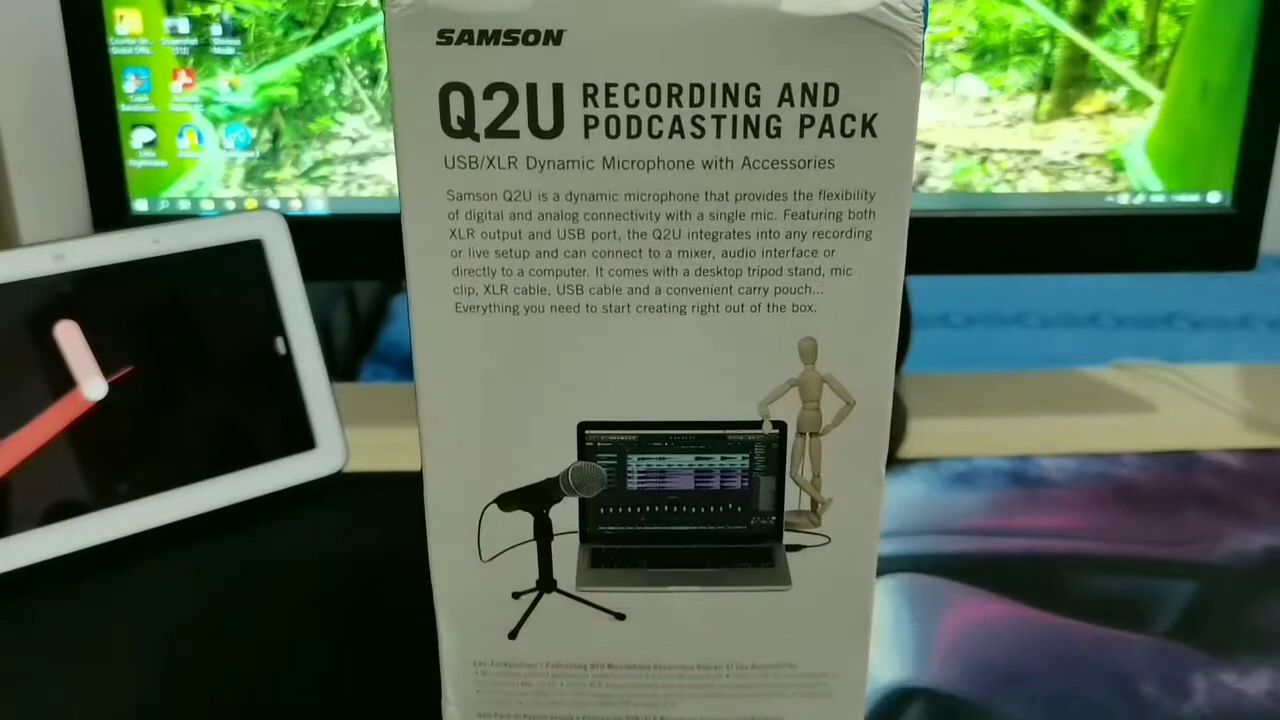 SAMSON
Q2U RECORDING AND
PODCASTING PACK
USB/XLR Dynamic Microphone with Accessories
Samson Q2U is a dynamic microphone that provides the flexibility
of digital and analog connectivity with a single mic. Featuring both
XLR output and USB port, the Q2U integrates into any recording
or live setup and can connect to a mixer, audio interface or
directly to a computer. It comes with a desktop tripod stand, mic
clip, XLR cable, USB cable and a convenient carry pouch...
Everything you need to start creating right out of the box.